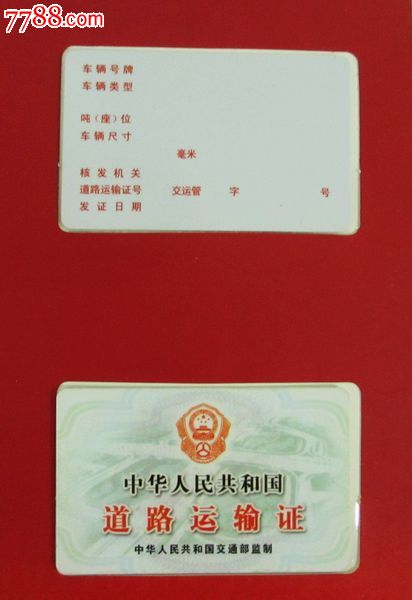 7788.com
车辆号牌
车辆类型
吨（座）位
车辆尺寸
毫米
核发机关
道路运输证号 交运管 字 号
发证日期
中华人民共和国
道路运输证
中华人民共和国交通部监制